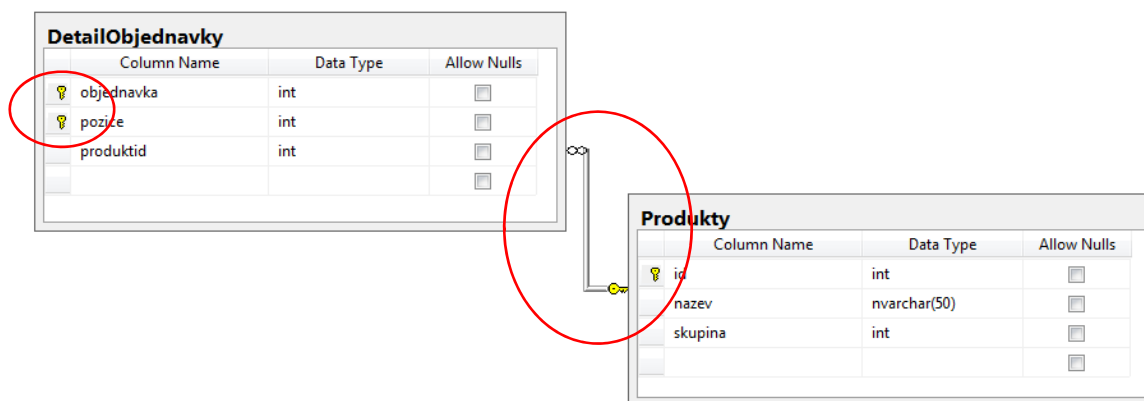 DetailObjednavky
Column Name Data Type Allow Nulls
objednavka int
pozice int
produktid int
Produkty
Column Name Data Type Allow Nulls
id int
nazev nvarchar(50)
skupina int